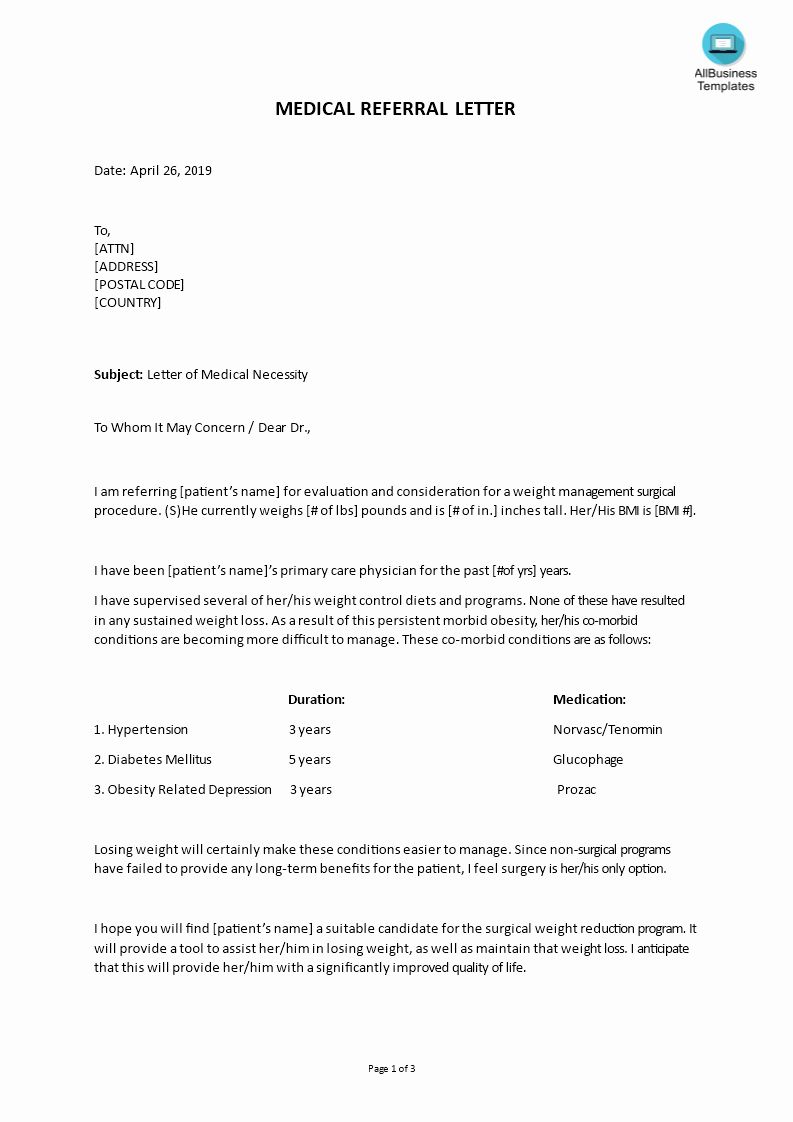 AllBusiness
Templates
MEDICAL REFERRAL LETTER
Date: April 26, 2019
To,
[ATTN]
[ADDRESS]
[POSTAL CODE]
[COUNTRY]
Subject: Letter of Medical Necessity
To Whom It May Concern / Dear Dr.,
I am referring [patient’s name] for evaluation and consideration for a weight management surgical
procedure. (S)He currently weighs [# of lbs] pounds and is [# of in.] inches tall. Her/His BMI is [BMI #].
I have been [patient’s name]’s primary care physician for the past [#of yrs] years.
I have supervised several of her/his weight control diets and programs. None of these have resulted
in any sustained weight loss. As a result of this persistent morbid obesity, her/his co-morbid
conditions are becoming more difficult to manage. These co-morbid conditions are as follows:
Duration: Medication:
1. Hypertension 3 years Norvasc/Tenormin
2. Diabetes Mellitus 5 years Glucophage
3. Obesity Related Depression 3 years Prozac
Losing weight will certainly make these conditions easier to manage. Since non-surgical programs
have failed to provide any long-term benefits for the patient, I feel surgery is her/his only option.
I hope you will find [patient’s name] a suitable candidate for the surgical weight reduction program. It
will provide a tool to assist her/him in losing weight, as well as maintain that weight loss. I anticipate
that this will provide her/him with a significantly improved quality of life.
Page 1 of 3